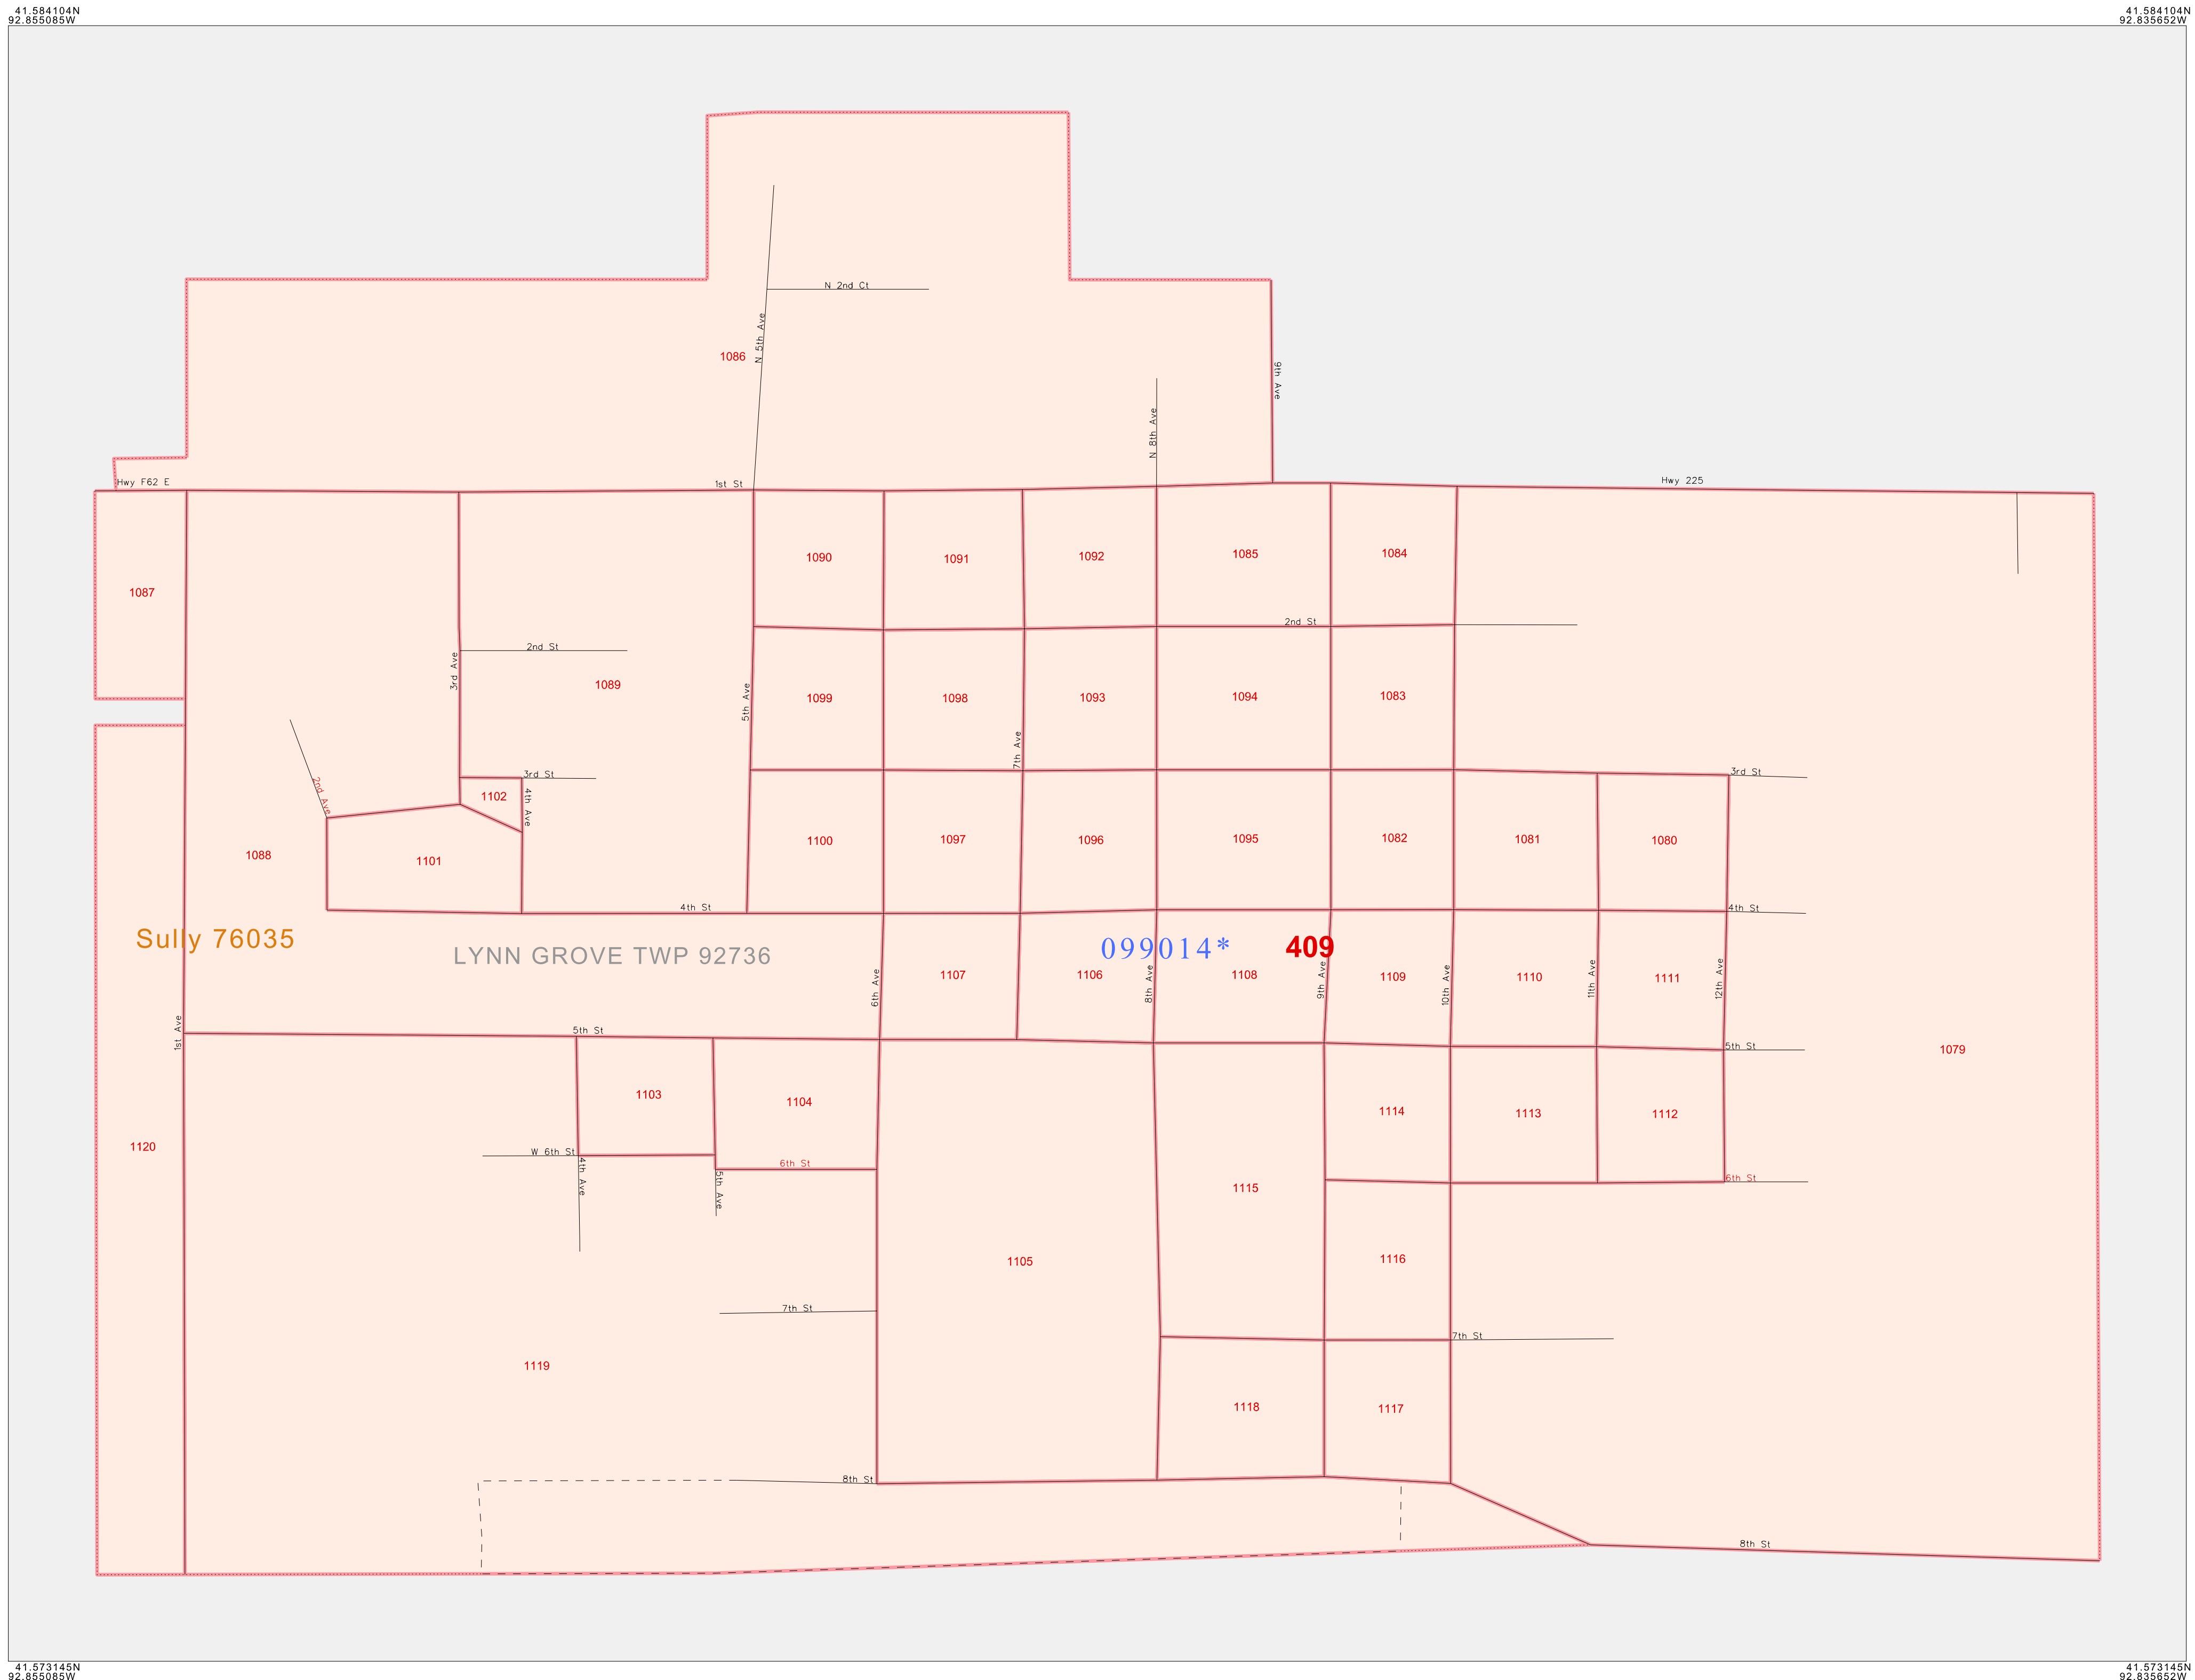 41.584104N
92.855085W
41.584104N
92.835652W
N 2nd Ct
N 5th Ave
1086
9th Ave
N 8th Ave
Hwy F62 E
1st St
Hwy 225
1090
1091
1092
1085
1084
1087
2nd St
2nd St
3rd Ave
1089
5th Ave
1099
1098
1093
1094
1083
7th Ave
3rd St
3rd St
2nd Ave
1102
4th Ave
1088
1101
1100
1097
1096
1095
1082
1081
1080
4th St
4th St
Sully 76035
LYNN GROVE TWP 92736
099014*
409
6th Ave
1107
1106
8th Ave
1108
9th Ave
1109
10th Ave
1110
11th Ave
1111
12th Ave
1st Ave
5th St
5th St
1079
1103
1104
1114
1113
1112
1120
W 6th St
4th Ave
5th Ave
6th St
6th St
1115
1105
1116
7th St
7th St
1119
1118
1117
8th St
8th St
41.573145N
92.855085W
41.573145N
92.835652W